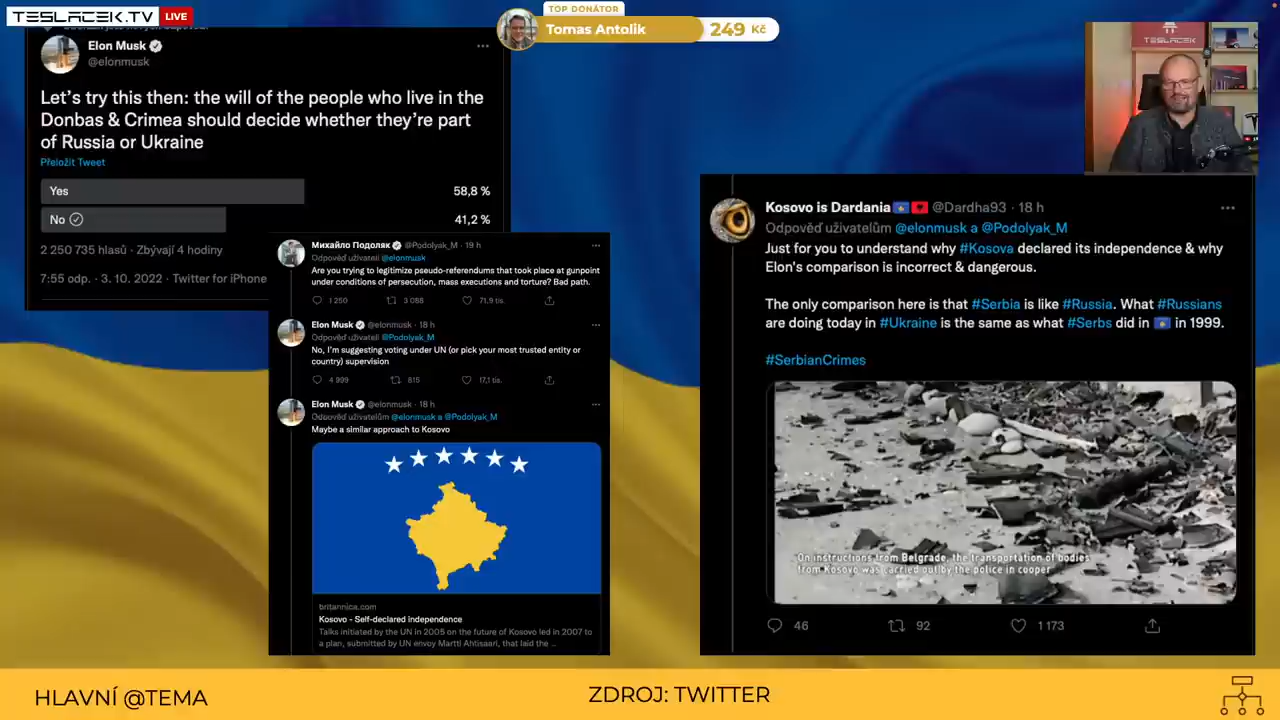 TESLACEK.TV LIVE
TOP DONÁTOR
Tomas Antolik 249 Kč
TESLACEK
Elon Musk
@elonmusk
Let's try this then: the will of the people who live in the
Donbas & Crimea should decide whether they're part
of Russia or Ukraine
Přeložit Tweet
Yes 58,8 %
No 41,2 %
2 250 735 hlasů · Zbývají 4 hodiny
7:55 odp. · 3. 10. 2022 · Twitter for iPhone
Михайло Подоляк @Podolyak_M · 19 h
Odpověď uživateli @elonmusk
Are you trying to legitimize pseudo-referendums that took place at gunpoint
under conditions of persecution, mass executions and torture? Bad path.
1 250 3 088 71,9 tis.
Elon Musk @elonmusk · 18 h
Odpověď uživateli @Podolyak_M
No, I'm suggesting voting under UN (or pick your most trusted entity or
country) supervision
4 999 815 17,1 tis.
Elon Musk @elonmusk · 18 h
Odpověď uživatelům @elonmusk a @Podolyak_M
Maybe a similar approach to Kosovo
britannica.com
Kosovo - Self-declared independence
Talks initiated by the UN in 2005 on the future of Kosovo led in 2007 to
a plan, submitted by UN envoy Martti Ahtisaari, that laid the ...
Kosovo is Dardania @Dardha93 · 18 h
Odpověď uživatelům @elonmusk a @Podolyak_M
Just for you to understand why #Kosova declared its independence & why
Elon's comparison is incorrect & dangerous.
The only comparison here is that #Serbia is like #Russia. What #Russians
are doing today in #Ukraine is the same as what #Serbs did in in 1999.
#SerbianCrimes
"On instructions from Belgrade, the transportation of bodies
from Kosovo was carried out by the police in cooper
46 92 1 173
HLAVNÍ @TEMA
ZDROJ: TWITTER